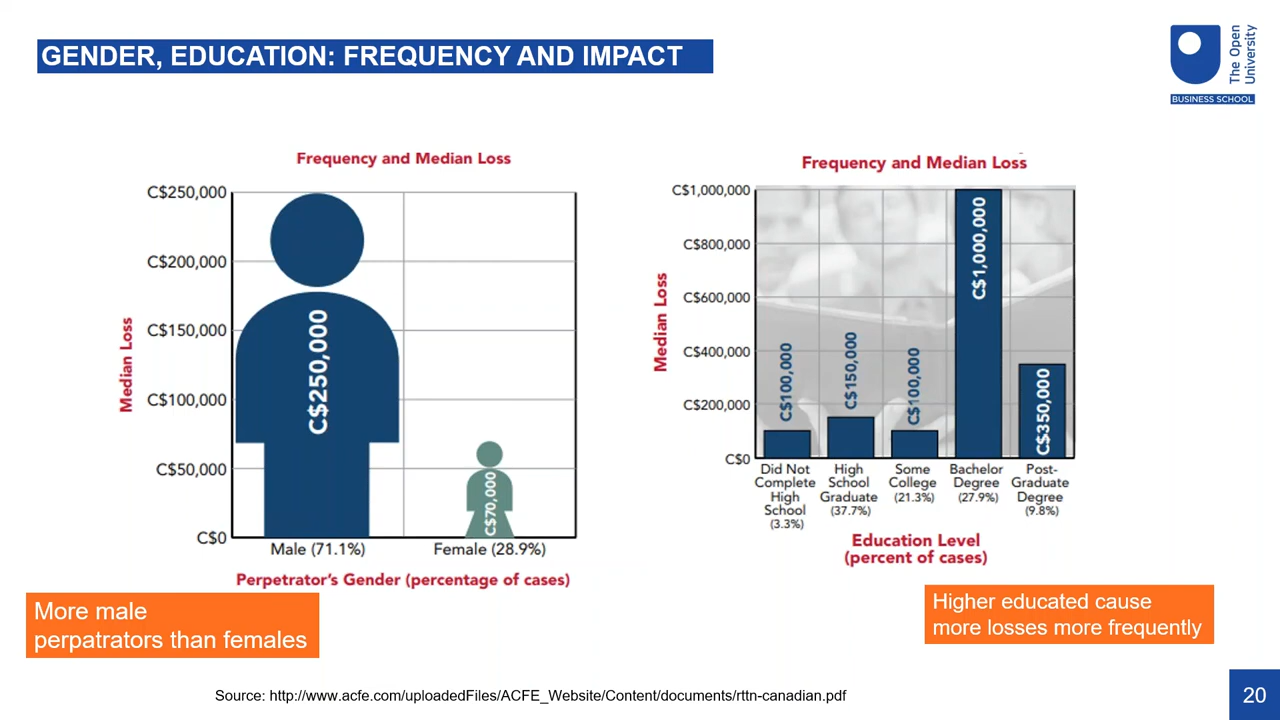 GENDER, EDUCATION: FREQUENCY AND IMPACT
The Open
University
BUSINESS SCHOOL
Frequency and Median Loss
Median Loss
C$250,000
C$200,000
C$150,000
C$100,000
C$50,000
C$0
C$250,000
C$70,000
Male (71.1%)
Female (28.9%)
Perpetrator's Gender (percentage of cases)
More male
perpatrators than females
Frequency and Median Loss
Median Loss
C$1,000,000
C$800,000
C$600,000
C$400,000
C$200,000
C$0
C$100,000
C$150,000
C$100,000
C$1,000,000
C$350,000
Did Not
Complete
High
School
(3.3%)
High
School
Graduate
(37.7%)
Some
College
(21.3%)
Bachelor
Degree
(27.9%)
Post-
Graduate
Degree
(9.8%)
Education Level
(percent of cases)
Higher educated cause
more losses more frequently
Source: http://www.acfe.com/uploadedFiles/ACFE_Website/Content/documents/rttn-canadian.pdf
20